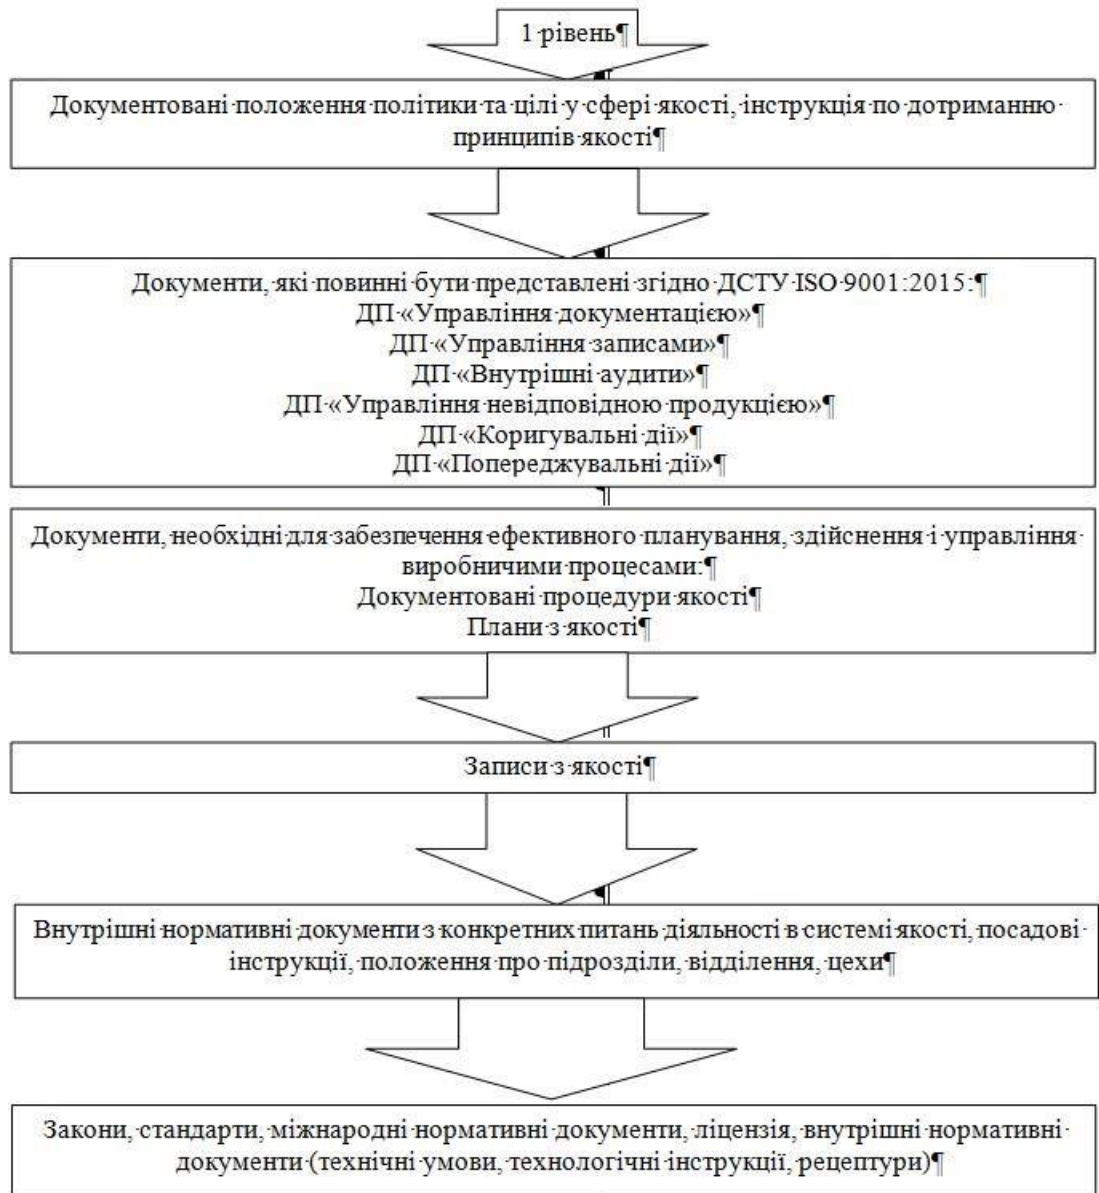 1·рівень¶
Документовані·положення·політики·та·цілі·у·сфері·якості,·інструкція·по·дотриманню·
принципів·якості¶
Документи,·які·повинні·бути·представлені·згідно·ДСТУ·ISO·9001:2015:¶
ДП·«Управління·документацією»¶
ДП·«Управління·записами»¶
ДП·«Внутрішні·аудити»¶
ДП·«Управління·невідповідною·продукцією»¶
ДП·«Коригувальні·дії»¶
ДП·«Попереджувальні·дії»¶
Документи,·необхідні·для·забезпечення·ефективного·планування,·здійснення·і·управління·
виробничими·процесами:¶
Документовані·процедури·якості¶
Плани·з·якості¶
Записи·з·якості¶
Внутрішні·нормативні·документи·з·конкретних·питань·діяльності·в·системі·якості,·посадові·
інструкції,·положення·про·підрозділи,·відділення,·цехи¶
Закони,·стандарти,·міжнародні·нормативні·документи,·ліцензія,·внутрішні·нормативні·
документи·(технічні·умови,·технологічні·інструкції,·рецептури)¶